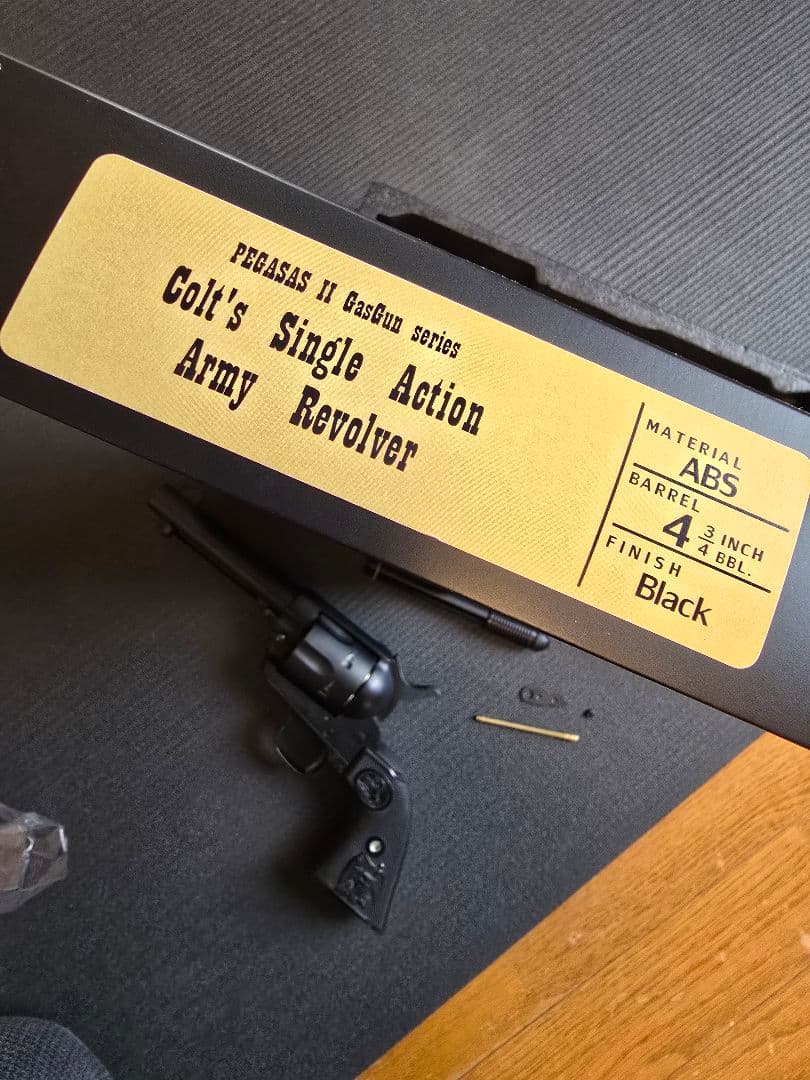 PEGASAS II GasGun series
Colt's Single Action
Army Revolver
MATERIAL
ABS
BARREL
4 3/4 INCH BBL.
FINISH
Black